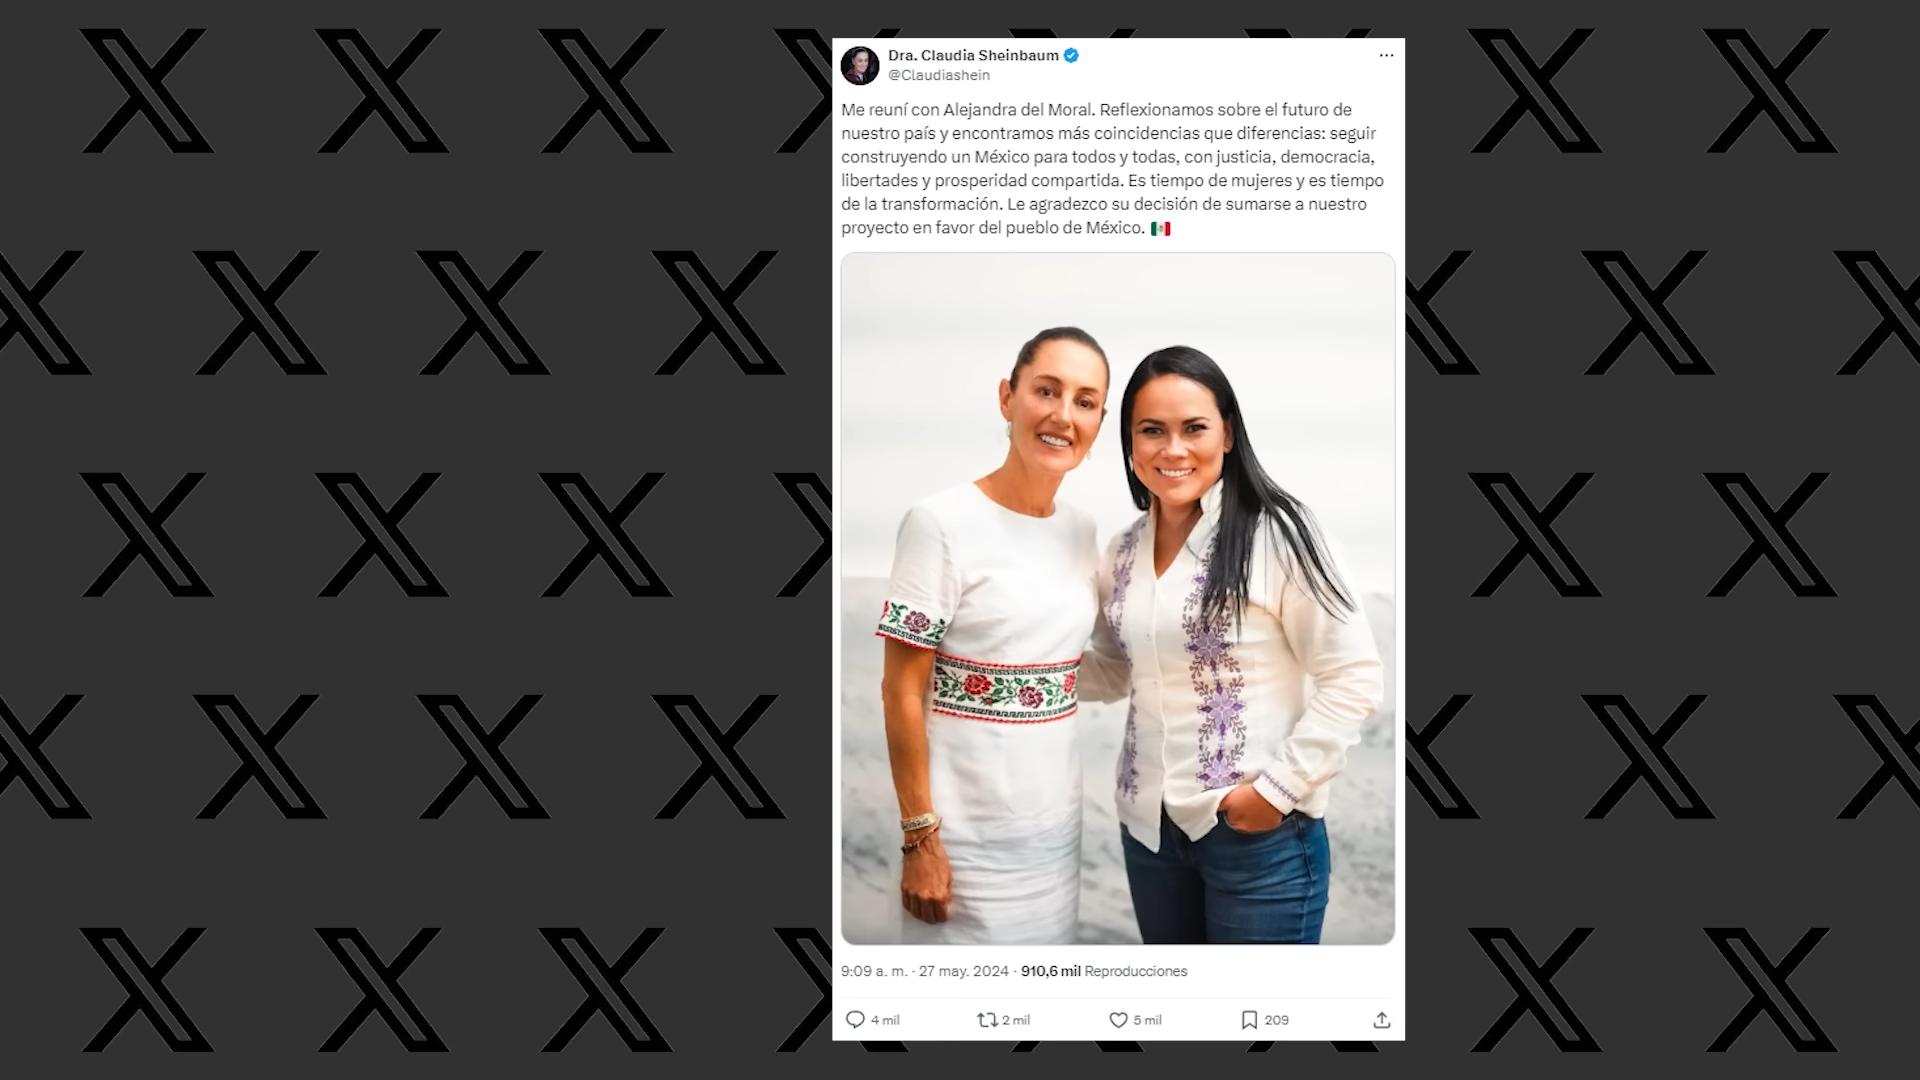 Dra. Claudia Sheinbaum
@Claudiashein
Me reuní con Alejandra del Moral. Reflexionamos sobre el futuro de
nuestro país y encontramos más coincidencias que diferencias: seguir
construyendo un México para todos y todas, con justicia, democracia,
libertades y prosperidad compartida. Es tiempo de mujeres y es tiempo
de la transformación. Le agradezco su decisión de sumarse a nuestro
proyecto en favor del pueblo de México. 🇲🇽
9:09 a. m. · 27 may. 2024 · 910,6 mil Reproducciones
4 mil 2 mil 5 mil 209